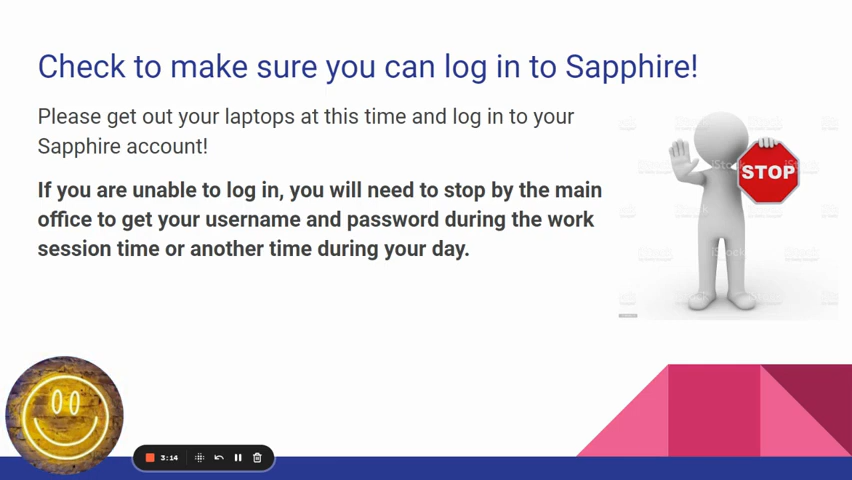 Check to make sure you can log in to Sapphire!
Please get out your laptops at this time and log in to your
Sapphire account!
If you are unable to log in, you will need to stop by the main
office to get your username and password during the work
session time or another time during your day.
STOP
iStock
3:14